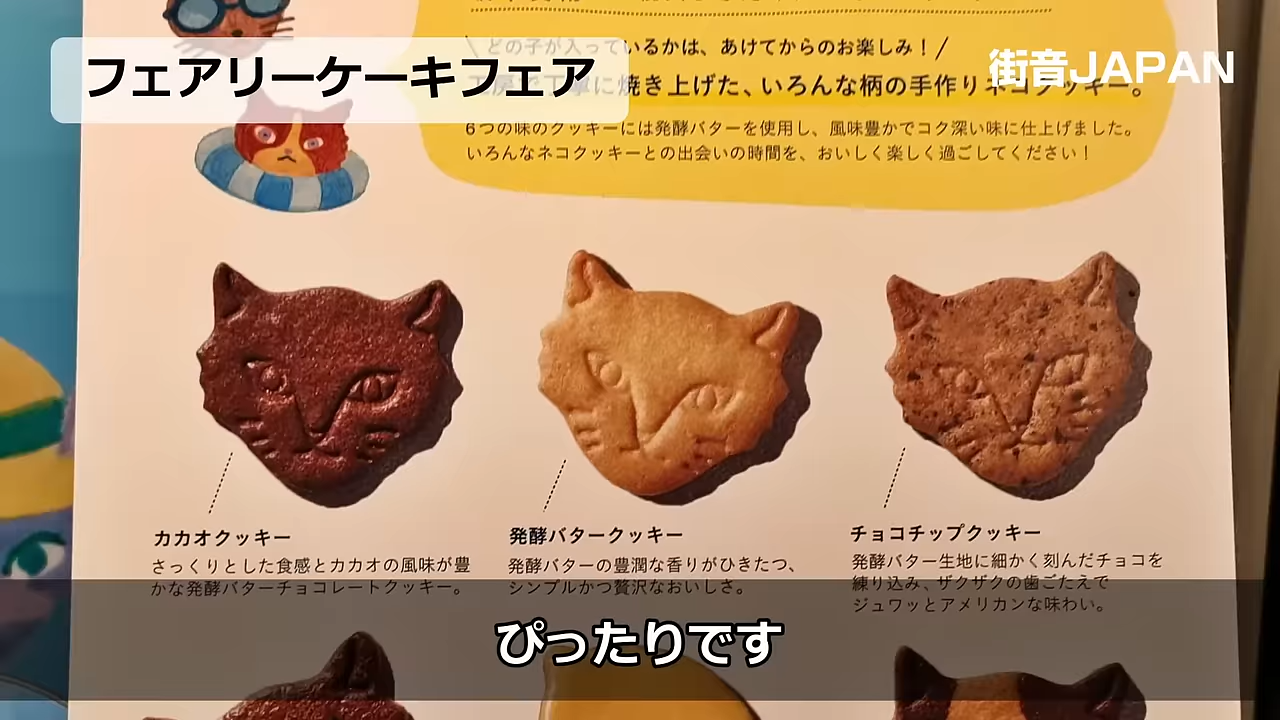 フェアリーケーキフェア
街音JAPAN
\ どの子が入っているかは、あけてからのお楽しみ！ /
工房で丁寧に焼き上げた、いろんな柄の手作りネコクッキー。
6つの味のクッキーには発酵バターを使用し、風味豊かでコク深い味に仕上げました。
いろんなネコクッキーとの出会いの時間を、おいしく楽しく過ごしてください！
カカオクッキー
さっくりとした食感とカカオの風味が豊
かな発酵バターチョコレートクッキー。
発酵バタークッキー
発酵バターの豊潤な香りがひきたつ、
シンプルかつ贅沢なおいしさ。
チョコチップクッキー
発酵バター生地に細かく刻んだチョコを
練り込み、ザクザクの歯ごたえで
ジュワッとアメリカンな味わい。
ぴったりです